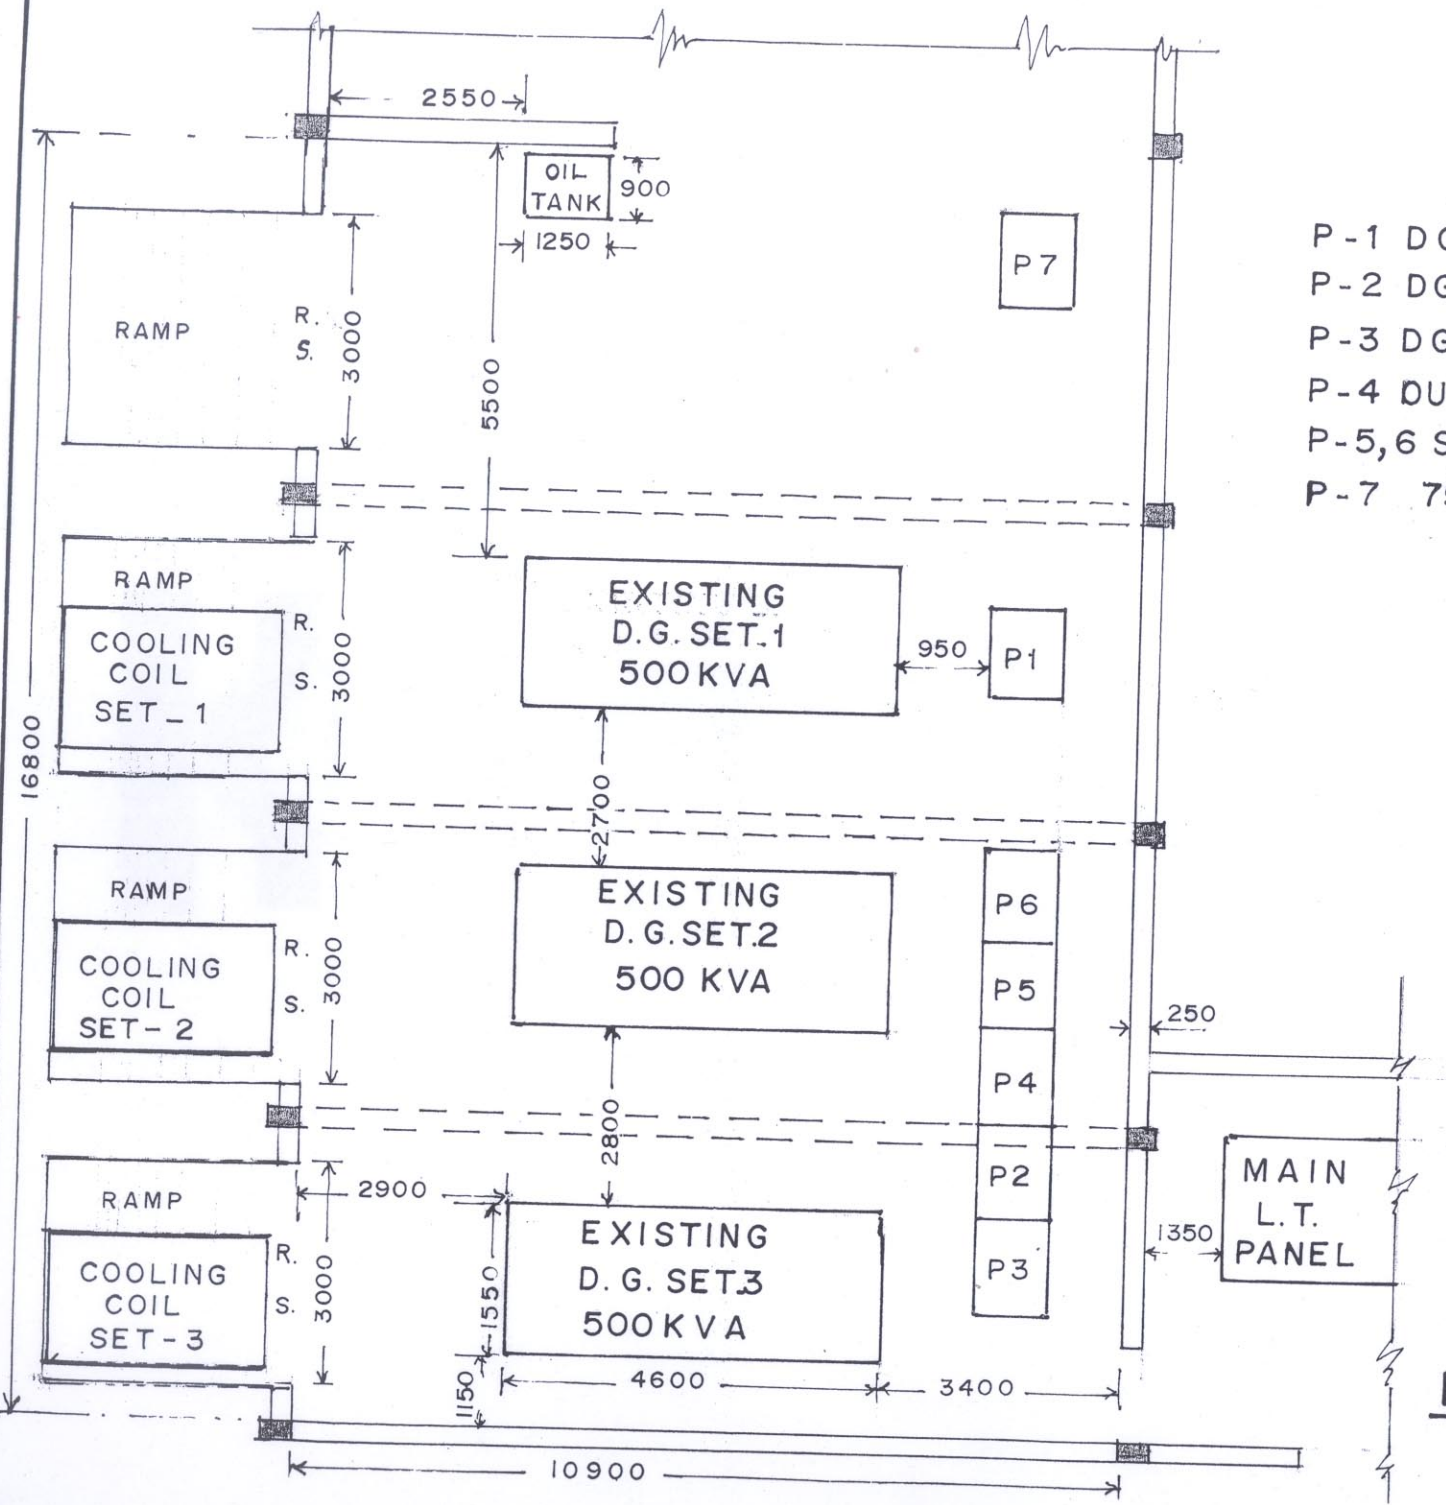 2550
OIL
TANK
900
1250
P7
RAMP
R.
S.
3000
5500
P-1 DG
P-2 DG
P-3 DG
P-4 DU
P-5,6 S
P-7
16800
RAMP
COOLING
COIL
SET_1
R.
S.
3000
EXISTING
D.G. SET.1
500KVA
950
P1
2700
RAMP
COOLING
COIL
SET-2
R.
S.
3000
EXISTING
D.G.SET.2
500 KVA
P6
P5
P4
P2
P3
250
2800
2900
RAMP
COOLING
COIL
SET-3
R.
S.
3000
1550
EXISTING
D.G. SET.3
500KVA
MAIN
L.T.
PANEL
1350
1150
4600
3400
10900